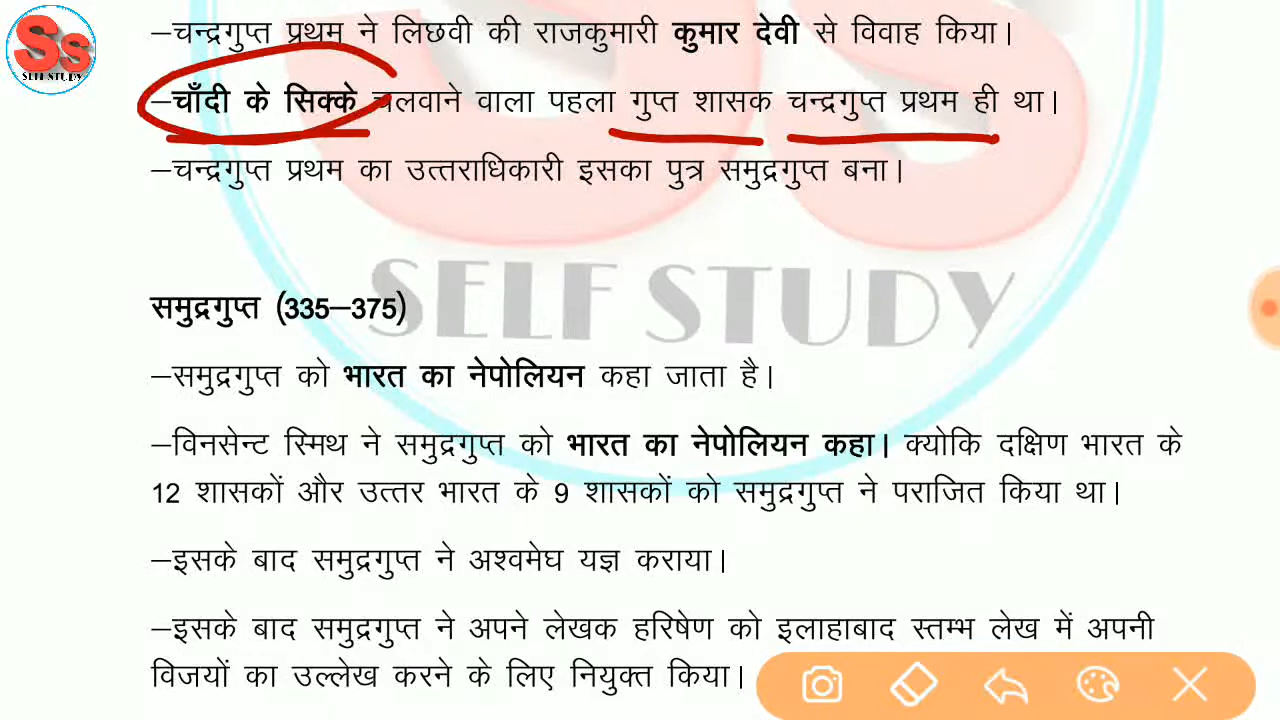 Ss
SELF STUDY
–चन्द्रगुप्त प्रथम ने लिछवी की राजकुमारी कुमार देवी से विवाह किया।
–चाँदी के सिक्के चलवाने वाला पहला गुप्त शासक चन्द्रगुप्त प्रथम ही था।
–चन्द्रगुप्त प्रथम का उत्तराधिकारी इसका पुत्र समुद्रगुप्त बना।
SELF STUDY
समुद्रगुप्त (335–375)
–समुद्रगुप्त को भारत का नेपोलियन कहा जाता है।
–विनसेन्ट स्मिथ ने समुद्रगुप्त को भारत का नेपोलियन कहा। क्योकि दक्षिण भारत के
12 शासकों और उत्तर भारत के 9 शासकों को समुद्रगुप्त ने पराजित किया था।
–इसके बाद समुद्रगुप्त ने अश्वमेघ यज्ञ कराया।
–इसके बाद समुद्रगुप्त ने अपने लेखक हरिषेण को इलाहाबाद स्तम्भ लेख में अपनी
विजयों का उल्लेख करने के लिए नियुक्त किया।